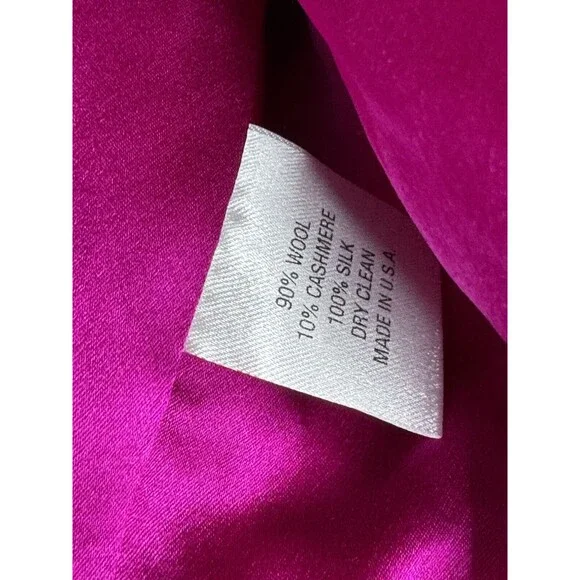 90% WOOL
10% CASHMERE
100% SILK
DRY CLEAN
MADE IN U.S.A.